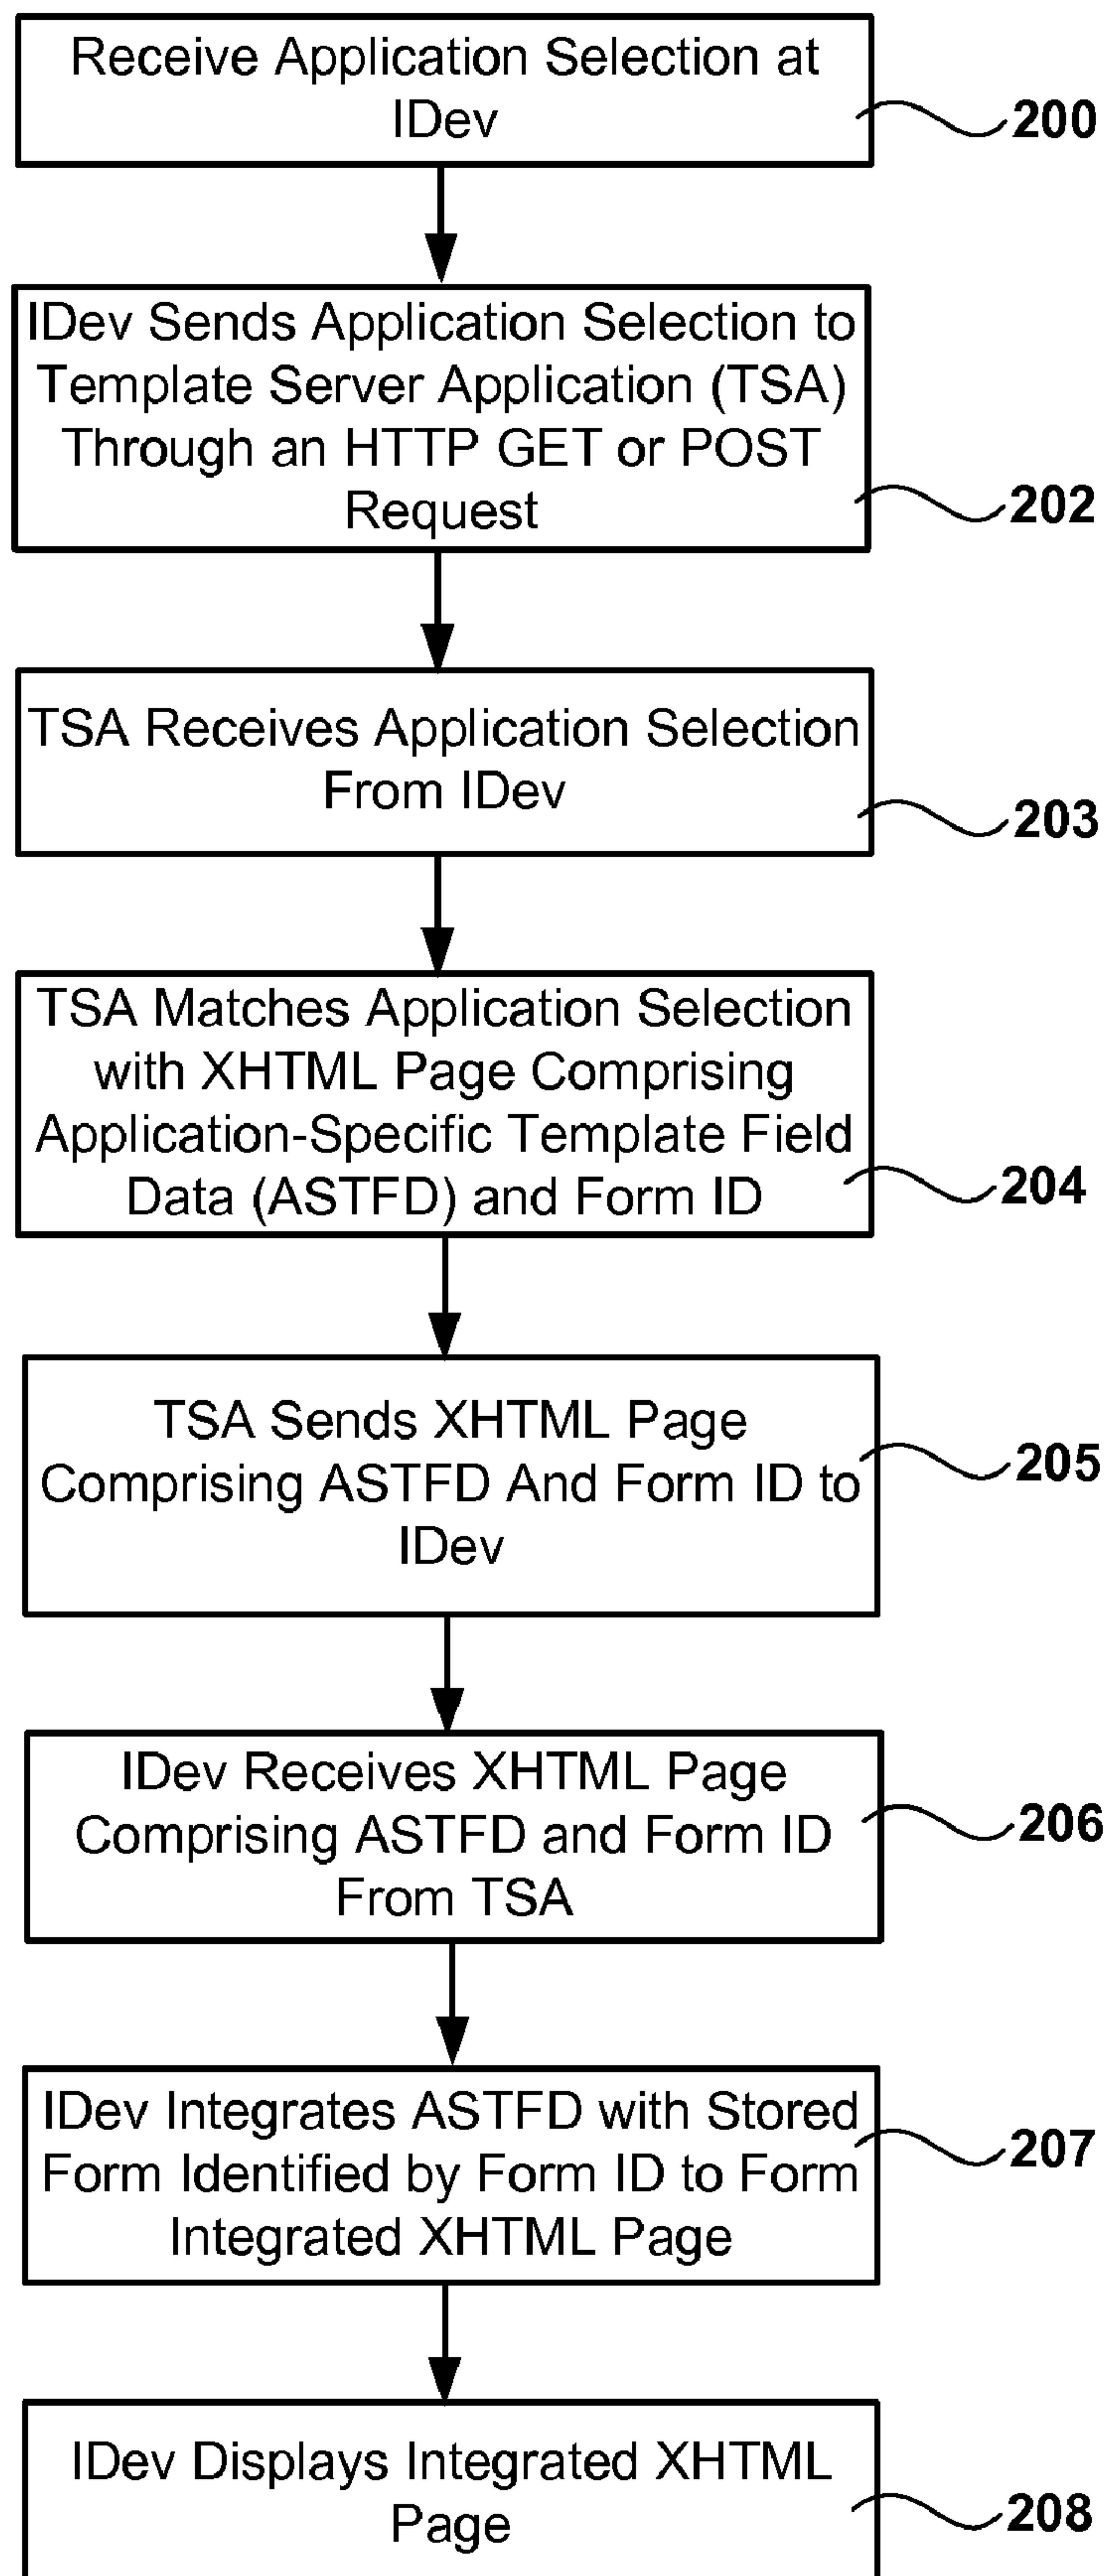 Receive Application Selection at
IDev
200
IDev Sends Application Selection to
Template Server Application (TSA)
Through an HTTP GET or POST
Request
202
TSA Receives Application Selection
From IDev
203
TSA Matches Application Selection
with XHTML Page Comprising
Application-Specific Template Field
Data (ASTFD) and Form ID
204
TSA Sends XHTML Page
Comprising ASTFD And Form ID to
IDev
205
IDev Receives XHTML Page
Comprising ASTFD and Form ID
From TSA
206
IDev Integrates ASTFD with Stored
Form Identified by Form ID to Form
Integrated XHTML Page
207
IDev Displays Integrated XHTML
Page
208